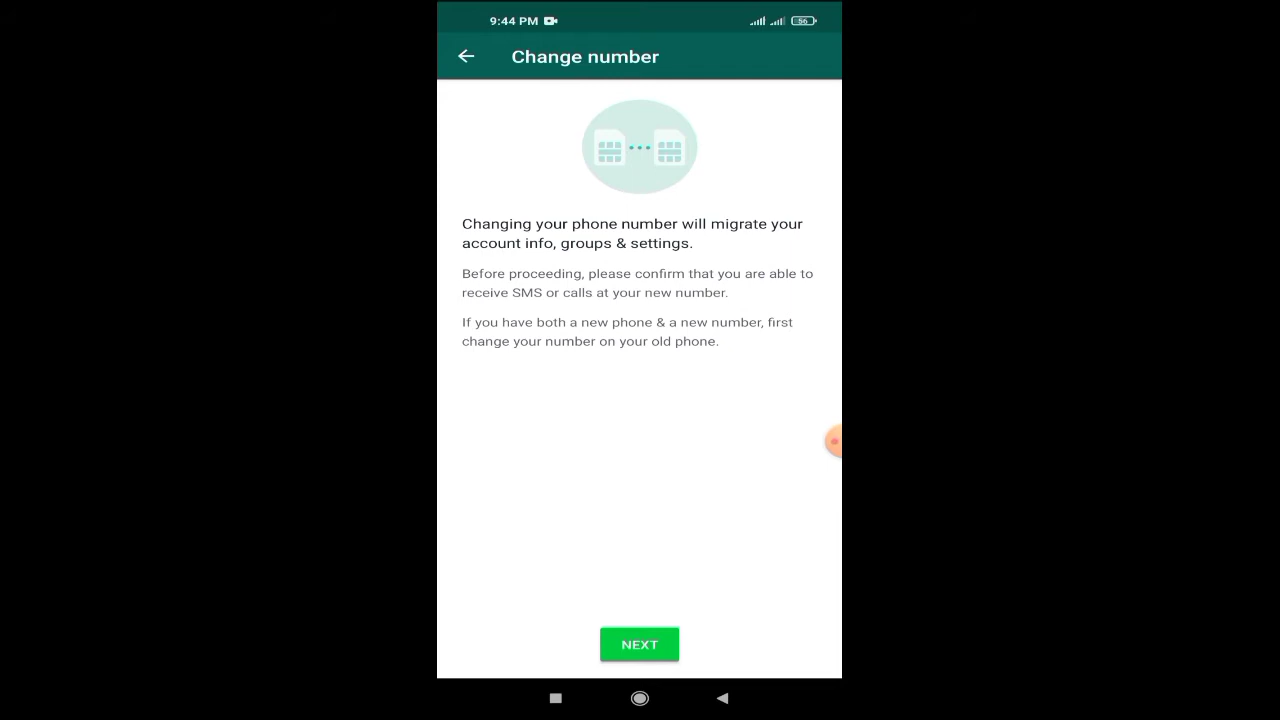 9:44 PM
56
Change number
Changing your phone number will migrate your
account info, groups & settings.
Before proceeding, please confirm that you are able to
receive SMS or calls at your new number.
If you have both a new phone & a new number, first
change your number on your old phone.
NEXT